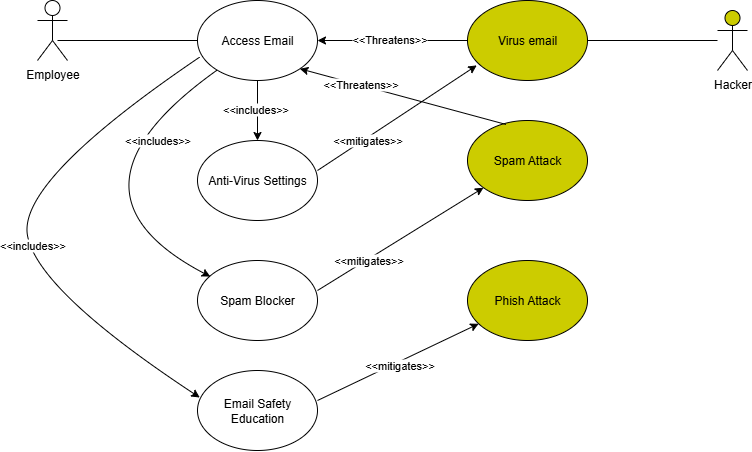 Access Email
<<Threatens>>
Virus email
Employee
Hacker
<<Threatens>>
<<includes>>
<<includes>>
<<mitigates>>
Spam Attack
Anti-Virus Settings
<<includes>>
<<mitigates>>
Spam Blocker
Phish Attack
<<mitigates>>
Email Safety
Education